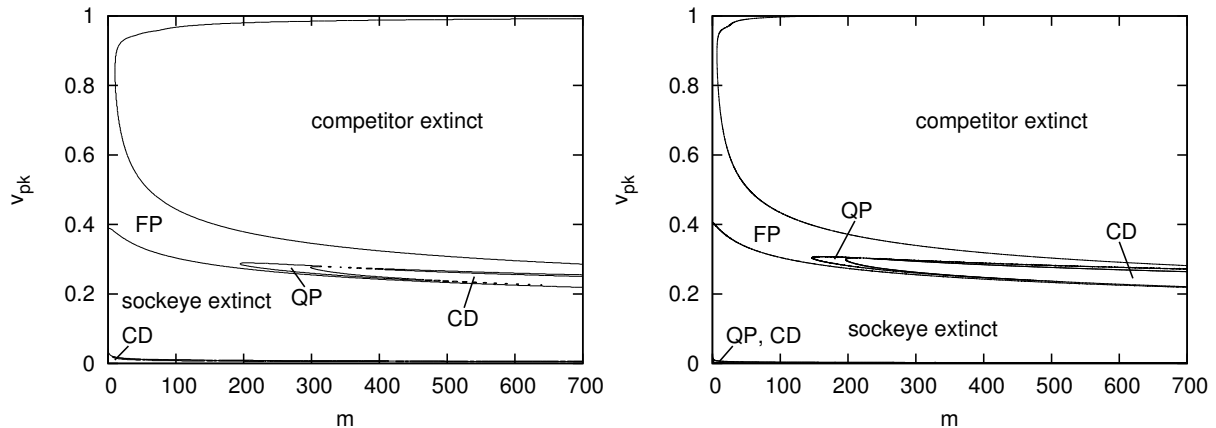 1
0.8
0.6
0.4
0.2
0
v_pk
competitor extinct
FP
QP
CD
sockeye extinct
CD
0 100 200 300 400 500 600 700
m
1
0.8
0.6
0.4
0.2
0
v_pk
competitor extinct
QP
FP
CD
sockeye extinct
QP, CD
0 100 200 300 400 500 600 700
m